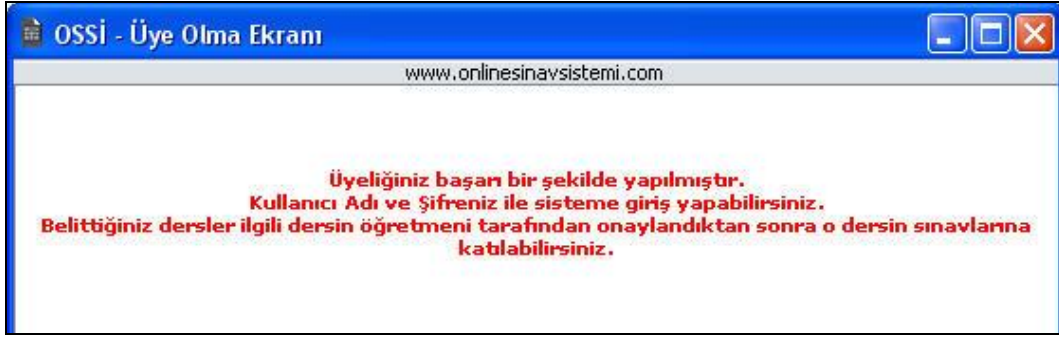 OSSİ - Üye Olma Ekranı
www.onlinesinavsistemi.com
Üyeliğiniz başarı bir şekilde yapılmıştır.
Kullanıcı Adı ve Şifreniz ile sisteme giriş yapabilirsiniz.
Belittiğiniz dersler ilgili dersin öğretmeni tarafından onaylandıktan sonra o dersin sınavlarına
katılabilirsiniz.